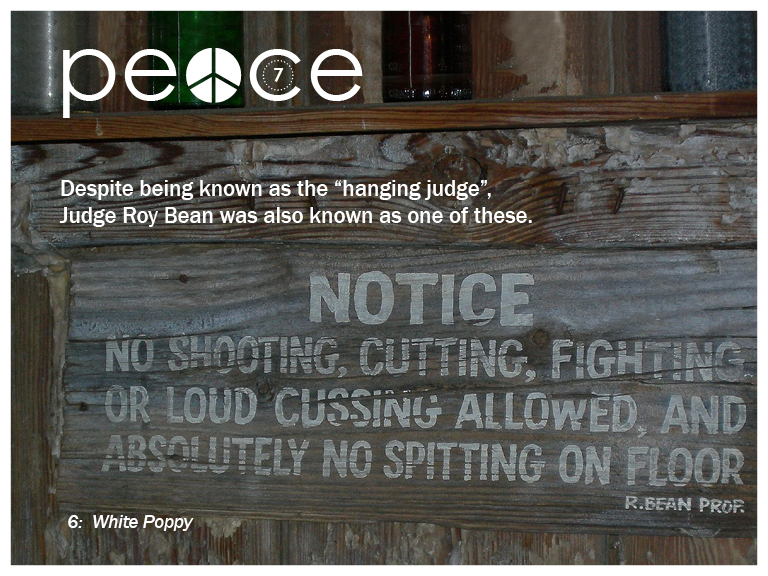 peace
7
Despite being known as the “hanging judge”,
Judge Roy Bean was also known as one of these.
NOTICE
NO SHOOTING, CUTTING, FIGHTING
OR LOUD CUSSING ALLOWED, AND
ABSOLUTELY NO SPITTING ON FLOOR
R.BEAN PROP.
6: White Poppy